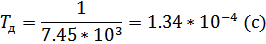 Tд = 1 / (7.45 * 10³) = 1.34 * 10⁻⁴ (с)